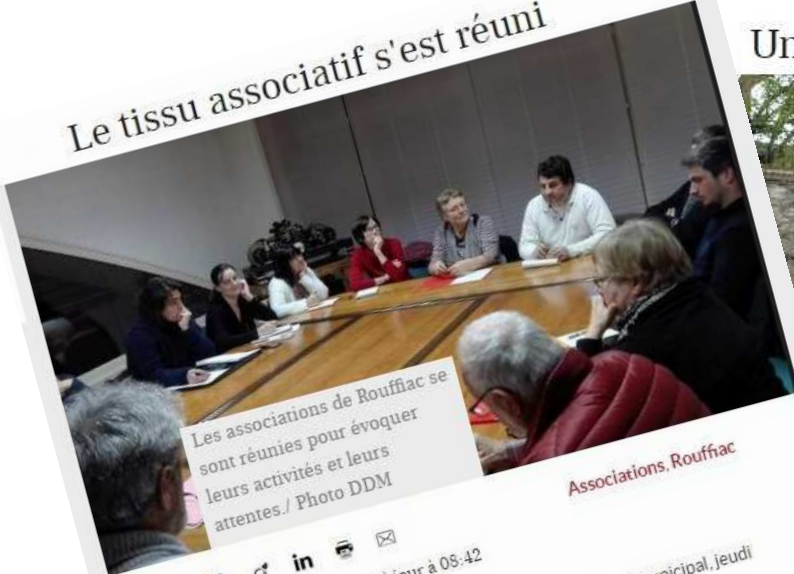 Le tissu associatif s'est réuni
Un
Les associations de Rouffiac se
sont réunies pour évoquer
leurs activités et leurs
attentes./ Photo DDM
Associations, Rouffiac
in
à 08:42
jeudi